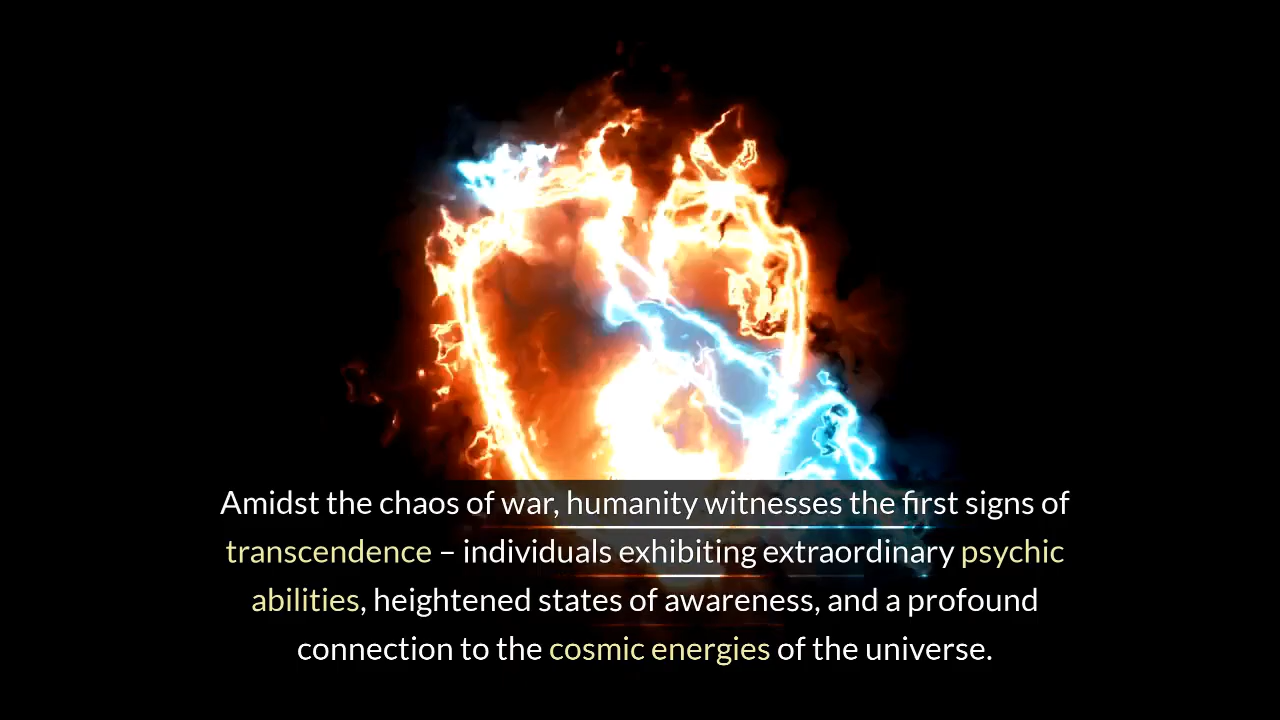 Amidst the chaos of war, humanity witnesses the first signs of
transcendence – individuals exhibiting extraordinary psychic
abilities, heightened states of awareness, and a profound
connection to the cosmic energies of the universe.